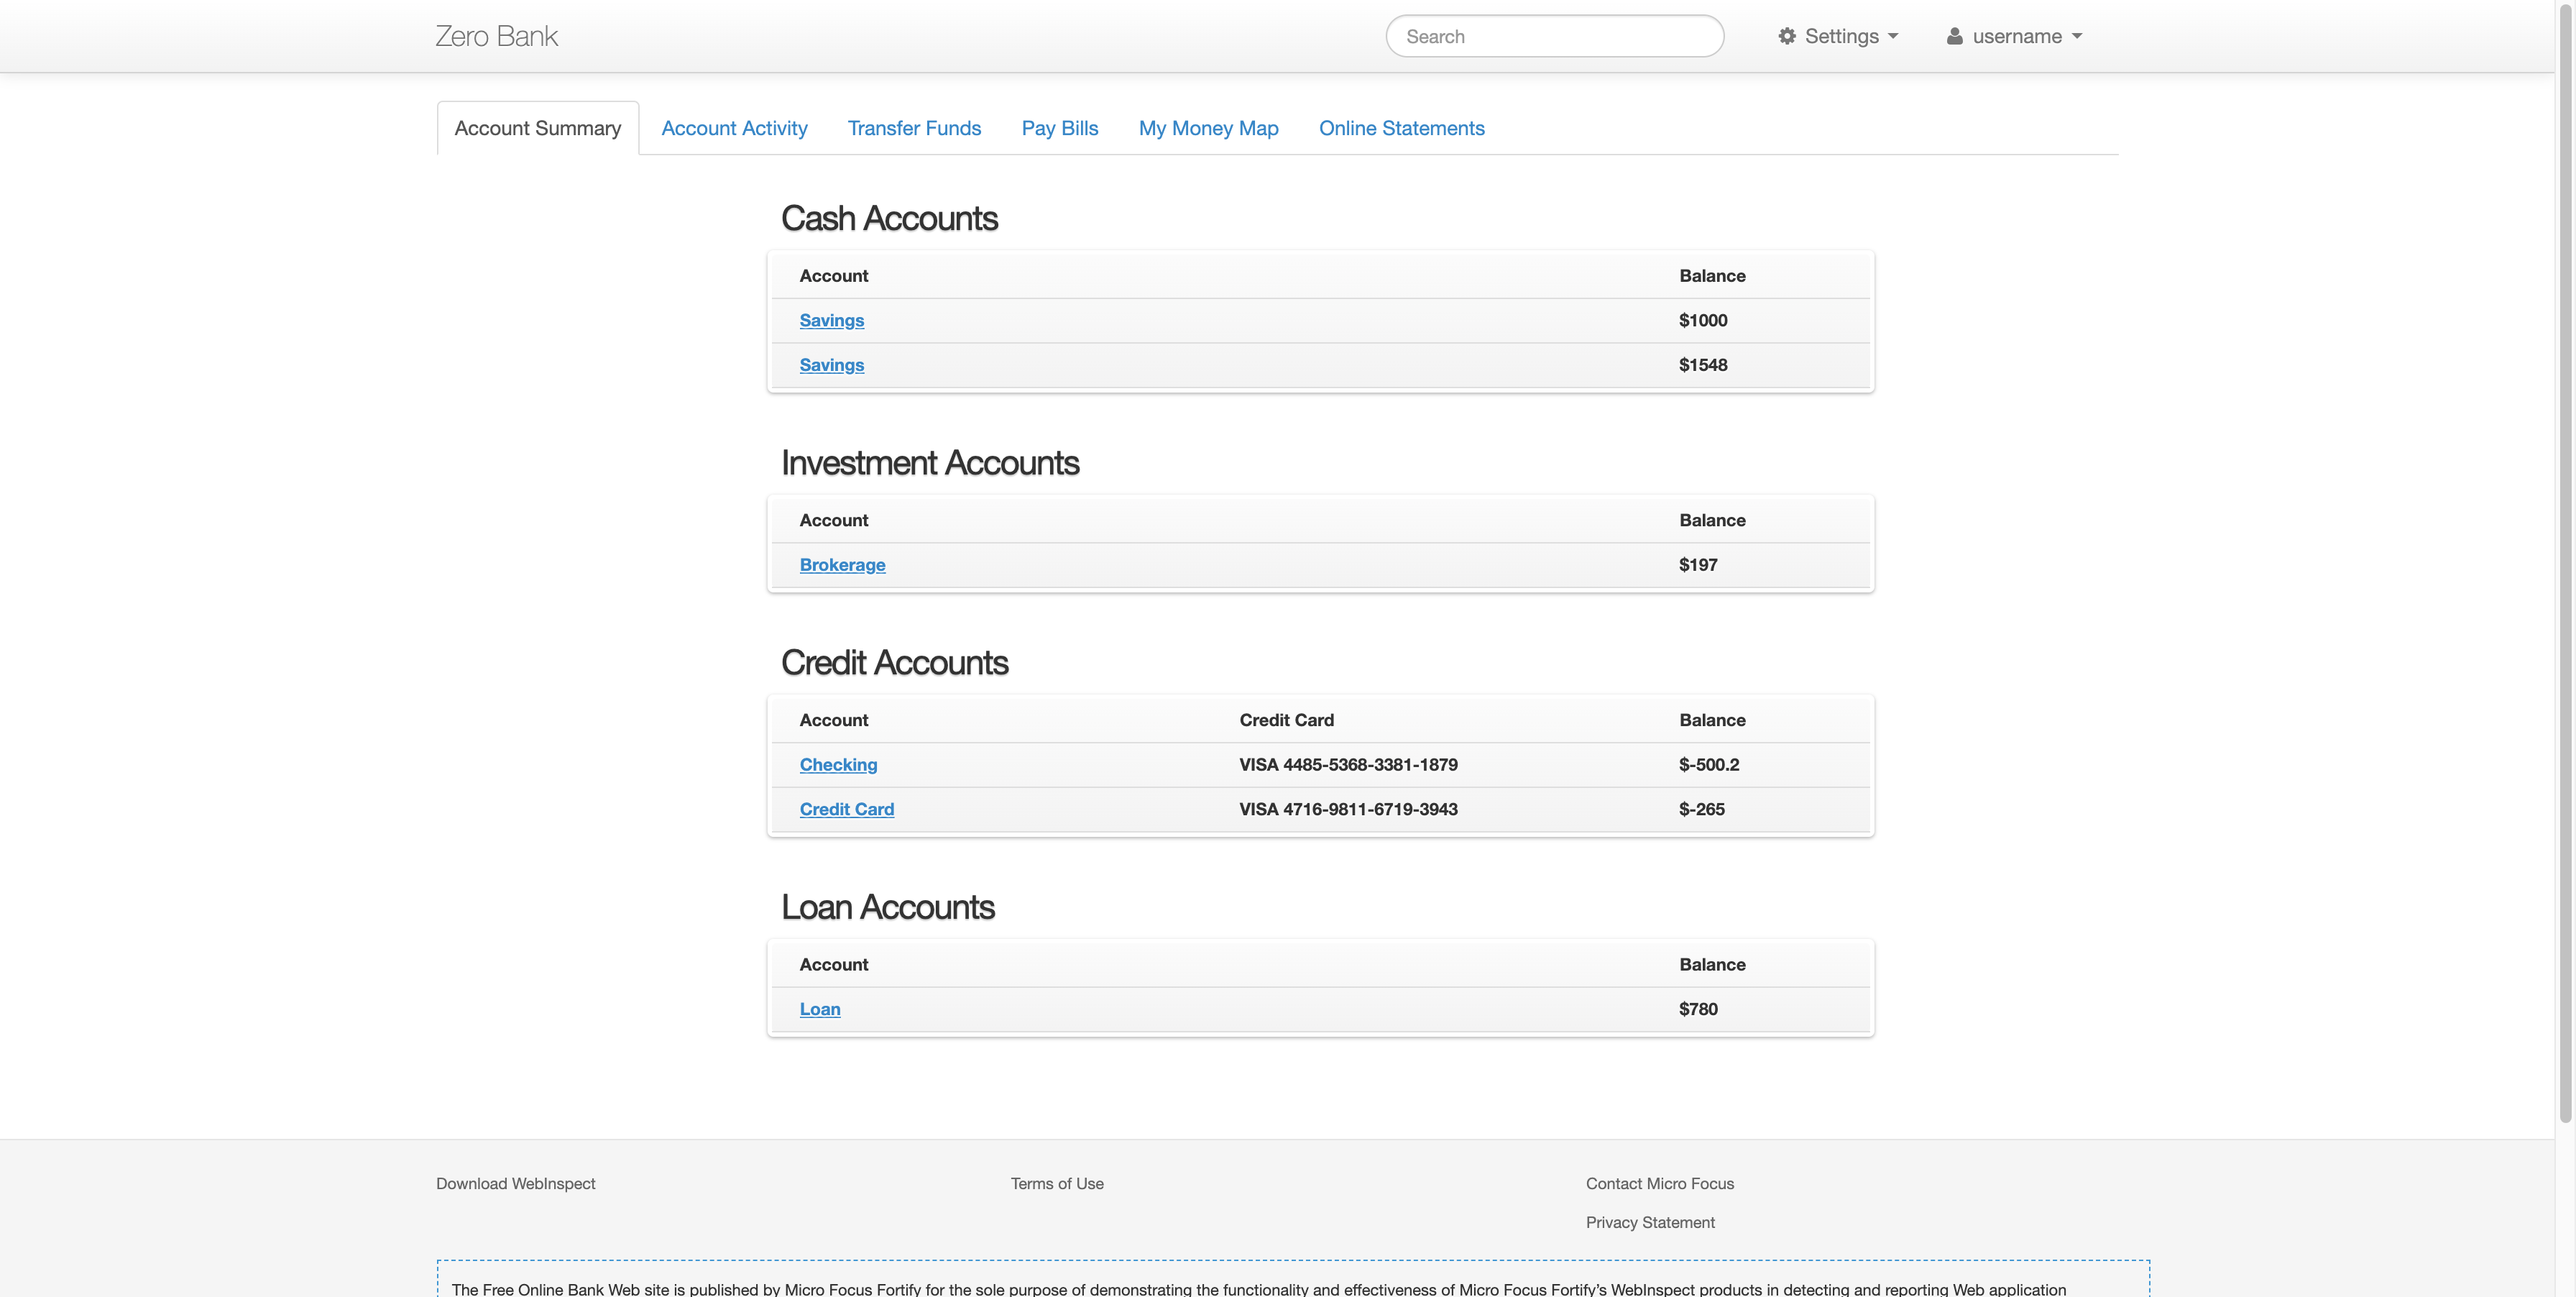 Zero Bank
Search
Settings
username
Account Summary
Account Activity
Transfer Funds
Pay Bills
My Money Map
Online Statements
Cash Accounts
Account Balance
Savings $1000
Savings $1548
Investment Accounts
Account Balance
Brokerage $197
Credit Accounts
Account Credit Card Balance
Checking VISA 4485-5368-3381-1879 $-500.2
Credit Card VISA 4716-9811-6719-3943 $-265
Loan Accounts
Account Balance
Loan $780
Download WebInspect
Terms of Use
Contact Micro Focus
Privacy Statement
The Free Online Bank Web site is published by Micro Focus Fortify for the sole purpose of demonstrating the functionality and effectiveness of Micro Focus Fortify's WebInspect products in detecting and reporting Web application